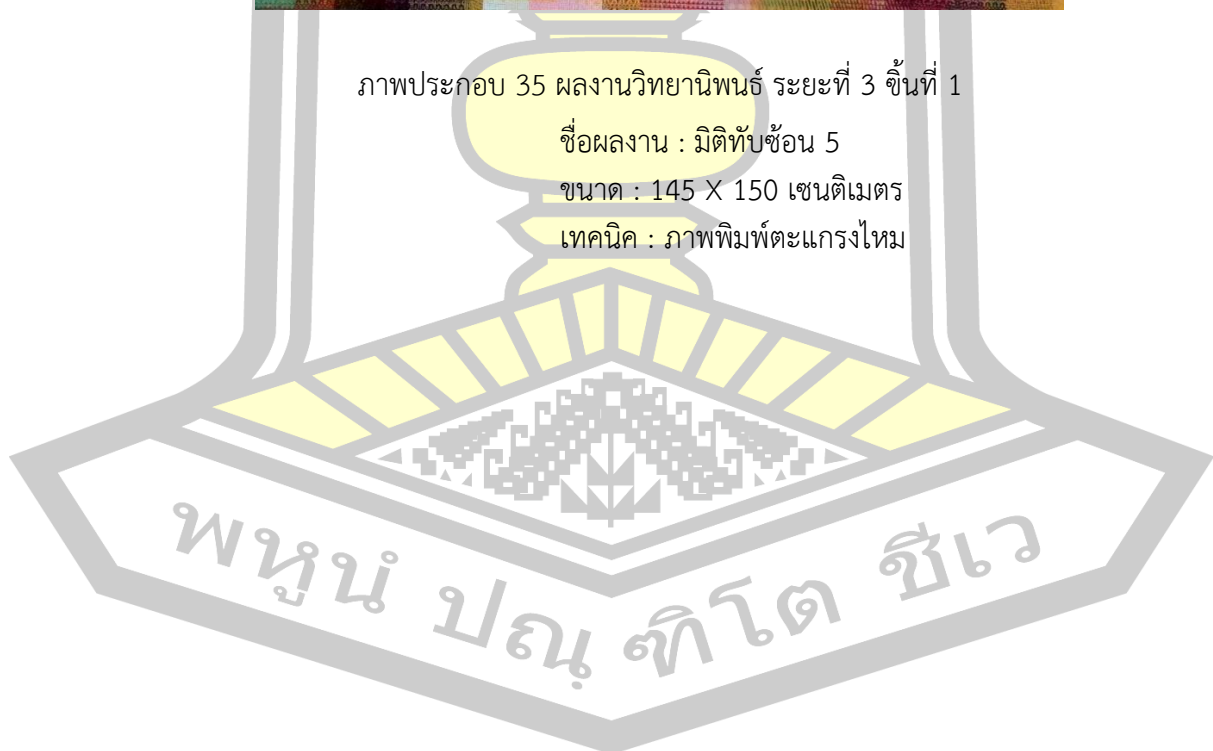 ภาพประกอบ 35 ผลงานวิทยานิพนธ์ ระยะที่ 3 ขิ้นที่ 1
ชื่อผลงาน : มิติทับซ้อน 5
ขนาด : 145 X 150 เซนติเมตร
เทคนิค : ภาพพิมพ์ตะแกรงไหม
พหูนํ ปณฺฑิโต ชีเว